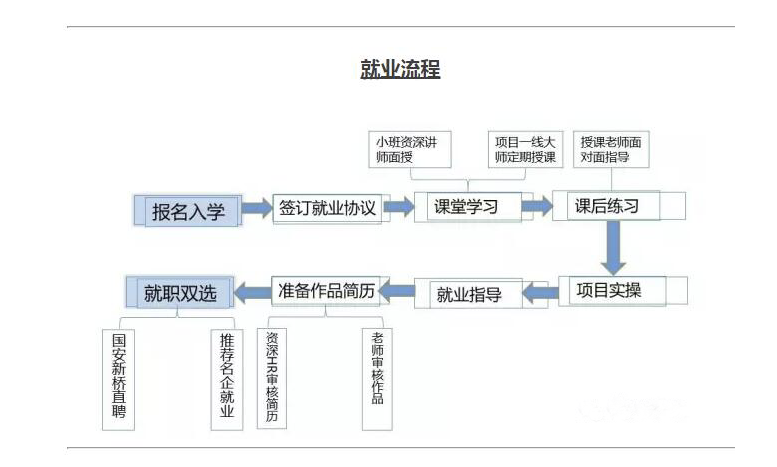 就业流程
小班资深讲
师面授
项目一线大
师定期授课
授课老师面
对面指导
报名入学
签订就业协议
课堂学习
课后练习
项目实操
就业指导
准备作品简历
就职双选
国安新桥直聘
推荐名企就业
资深HR审核简历
老师审核作品